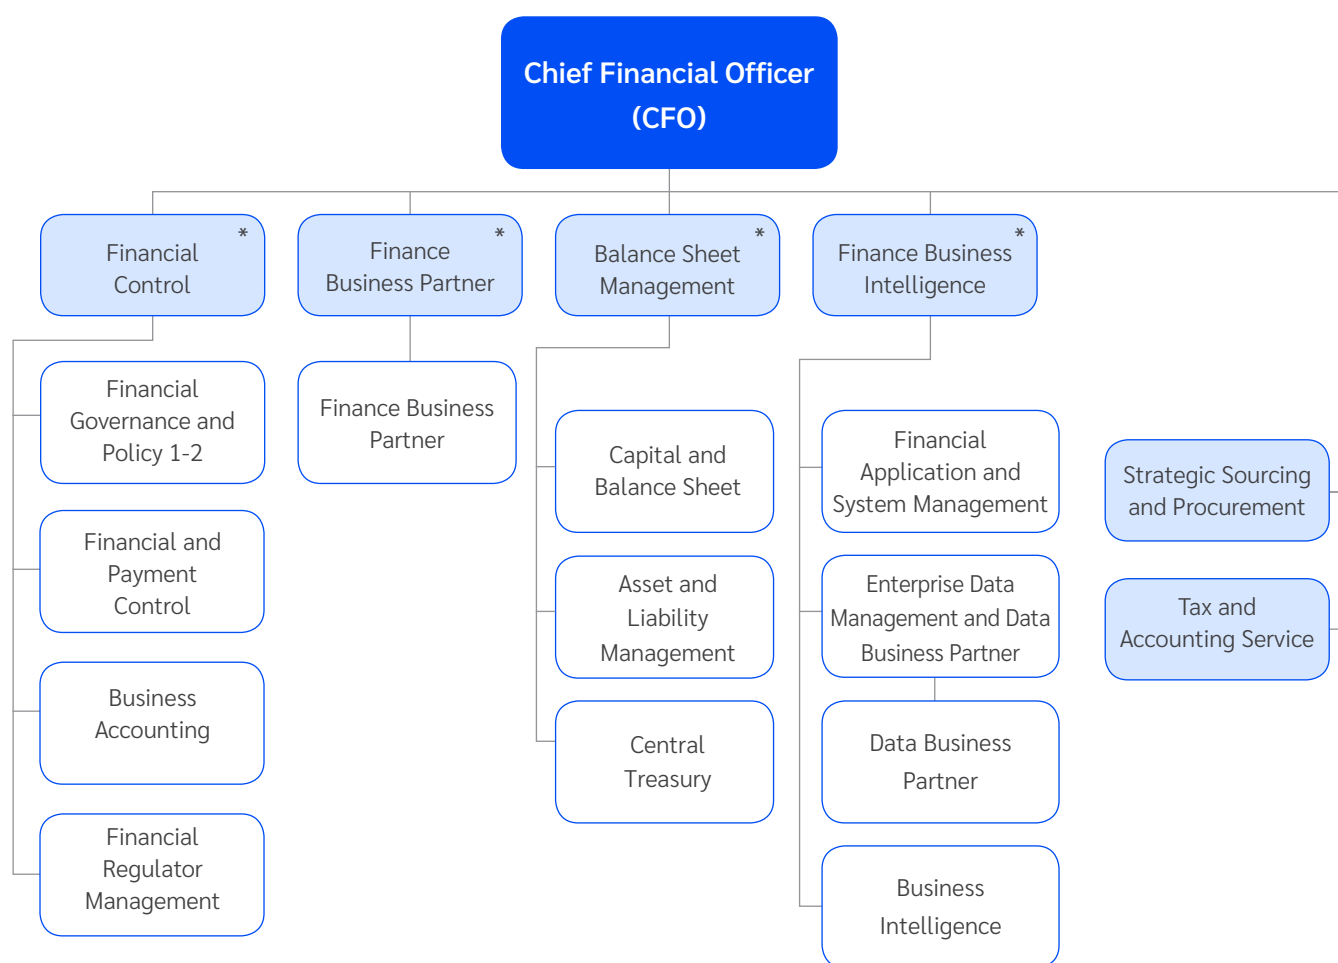 Chief Financial Officer
(CFO)
*
Financial
Control
*
Finance
Business Partner
*
Balance Sheet
Management
*
Finance Business
Intelligence
Financial
Governance and
Policy 1-2
Financial and
Payment
Control
Business
Accounting
Financial
Regulator
Management
Finance Business
Partner
Capital and
Balance Sheet
Asset and
Liability
Management
Central
Treasury
Financial
Application and
System Management
Enterprise Data
Management and Data
Business Partner
Data Business
Partner
Business
Intelligence
Strategic Sourcing
and Procurement
Tax and
Accounting Service